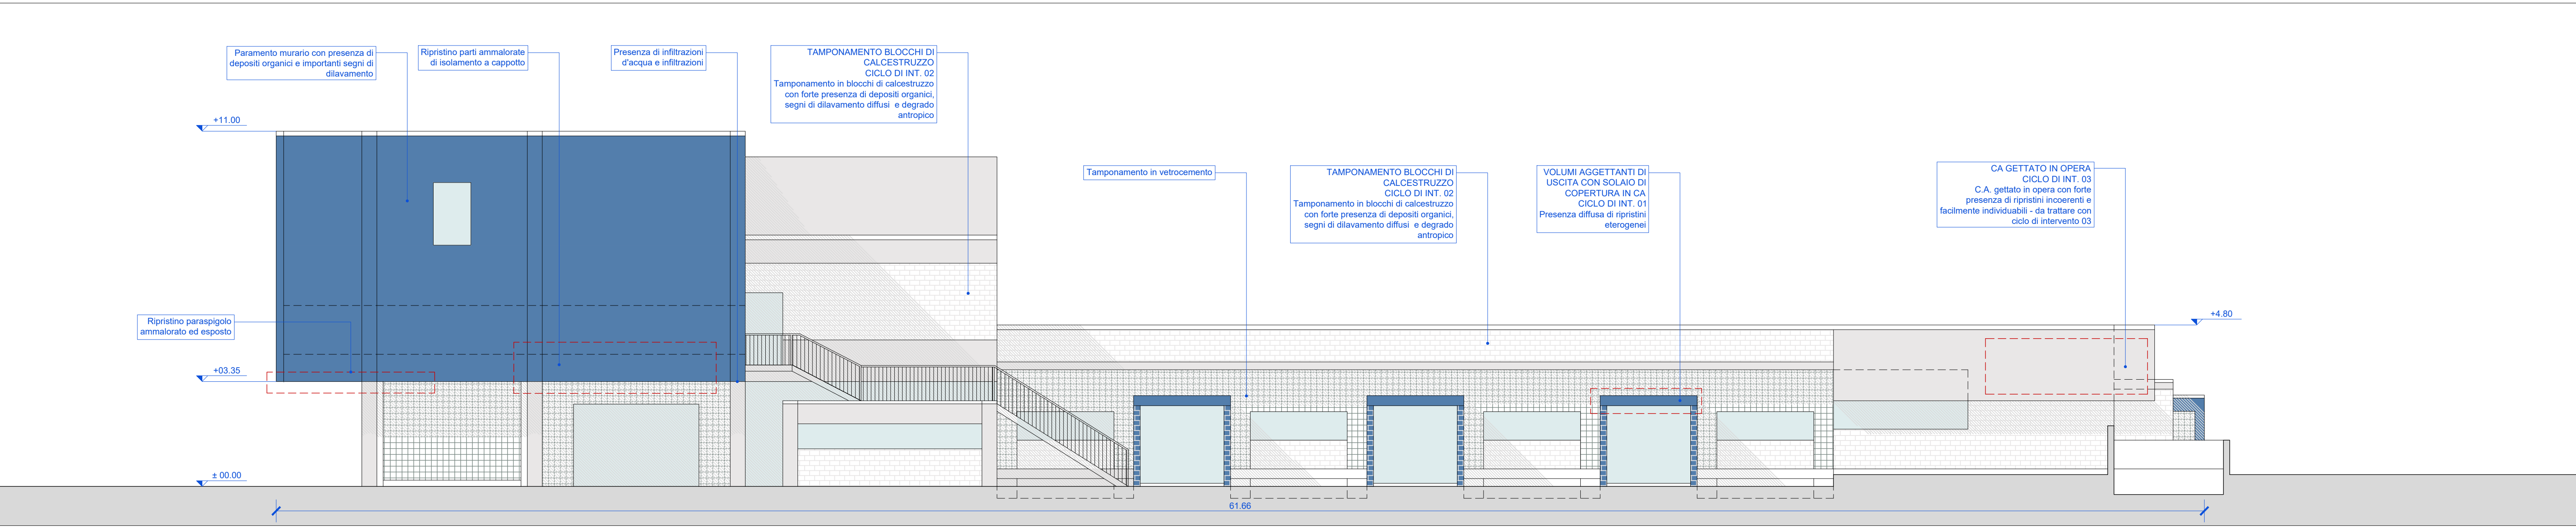 Paramento murario con presenza di
depositi organici e importanti segni di
dilavamento
Ripristino parti ammalorate
di isolamento a cappotto
Presenza di infiltrazioni
d'acqua e infiltrazioni
TAMPONAMENTO BLOCCHI DI
CALCESTRUZZO
CICLO DI INT. 02
Tamponamento in blocchi di calcestruzzo
con forte presenza di depositi organici,
segni di dilavamento diffusi e degrado
antropico
+11.00
Tamponamento in vetrocemento
TAMPONAMENTO BLOCCHI DI
CALCESTRUZZO
CICLO DI INT. 02
Tamponamento in blocchi di calcestruzzo
con forte presenza di depositi organici,
segni di dilavamento diffusi e degrado
antropico
VOLUMI AGGETTANTI DI
USCITA CON SOLAIO DI
COPERTURA IN CA
CICLO DI INT. 01
Presenza diffusa di ripristini
eterogenei
CA GETTATO IN OPERA
CICLO DI INT. 03
C.A. gettato in opera con forte
presenza di ripristini incoerenti e
facilmente individuabili - da trattare con
ciclo di intervento 03
Ripristino paraspigolo
ammalorato ed esposto
+4.80
+03.35
± 00.00
61.66